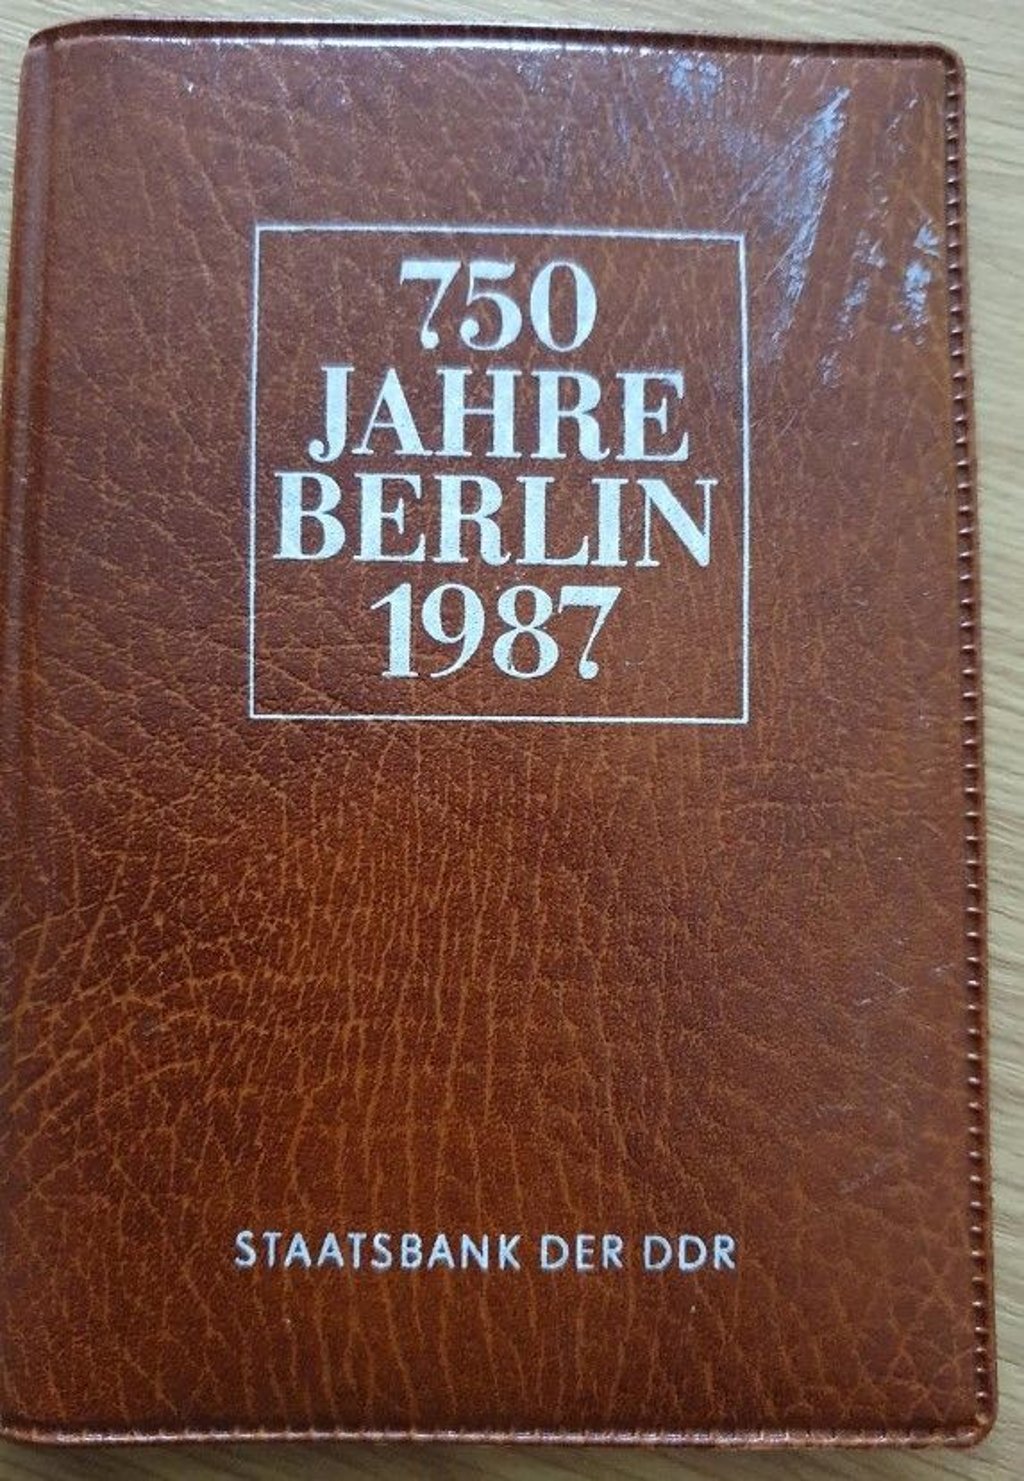 750
JAHRE
BERLIN
1987
STAATSBANK DER DDR